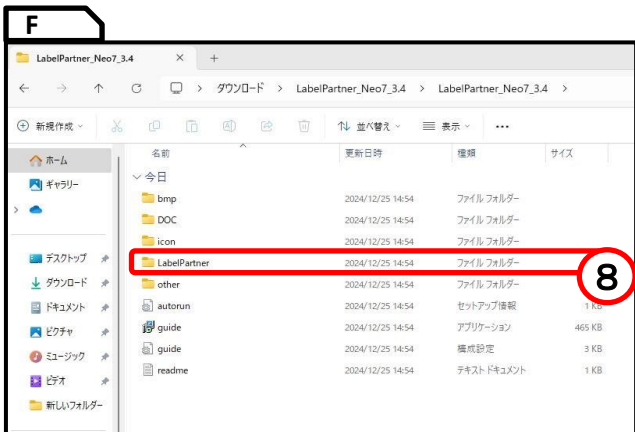 F
LabelPartner_Neo7_3.4 × +
ダウンロード > LabelPartner_Neo7_3.4 > LabelPartner_Neo7_3.4 >
新規作成 並べ替え 表示 •••
名前 更新日時 種類 サイズ
ホーム
ギャラリー
今日
bmp 2024/12/25 14:54 ファイル フォルダー
DOC 2024/12/25 14:54 ファイル フォルダー
icon 2024/12/25 14:54 ファイル フォルダー
デスクトップ
LabelPartner 2024/12/25 14:54 ファイル フォルダー
8
ダウンロード
other 2024/12/25 14:54 ファイル フォルダー
ドキュメント
autorun 2024/12/25 14:54 セットアップ情報 1 KB
ピクチャ
guide 2024/12/25 14:54 アプリケーション 465 KB
ミュージック
guide 2024/12/25 14:54 構成設定 3 KB
ビデオ
readme 2024/12/25 14:54 テキスト ドキュメント 1 KB
新しいフォルダー